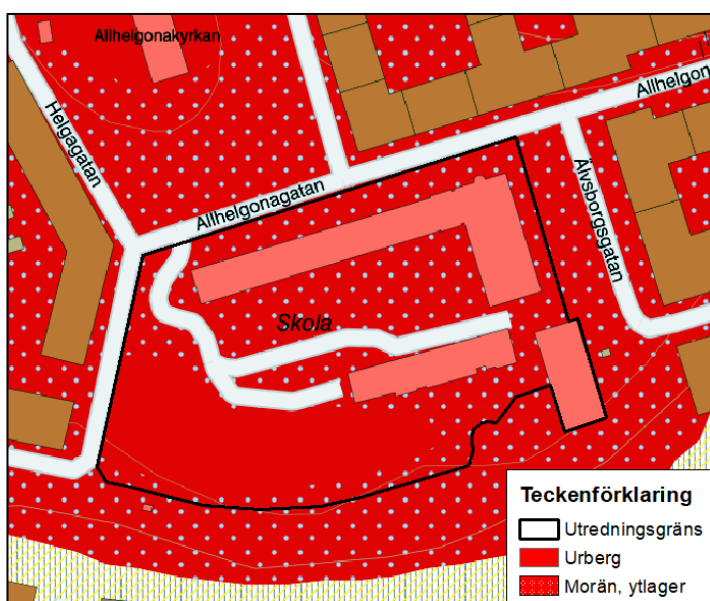 Allhelgonakyrkan
Allhelgon
Helgagatan
Allhelgonagatan
Älvsborgsgatan
Skola
Teckenförklaring
Utredningsgräns
Urberg
Morän, ytlager